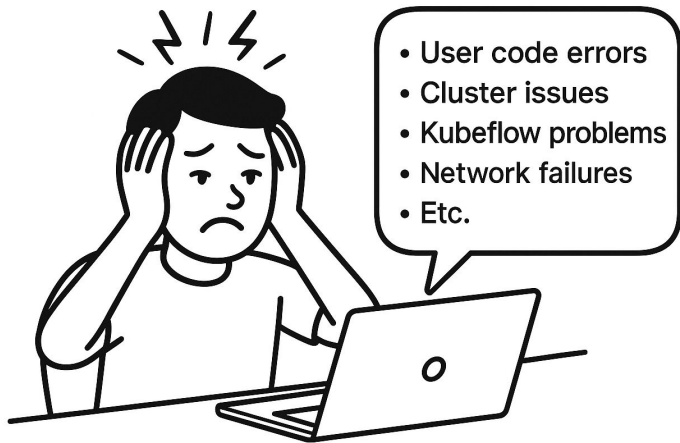 • User code errors
• Cluster issues
• Kubeflow problems
• Network failures
• Etc.